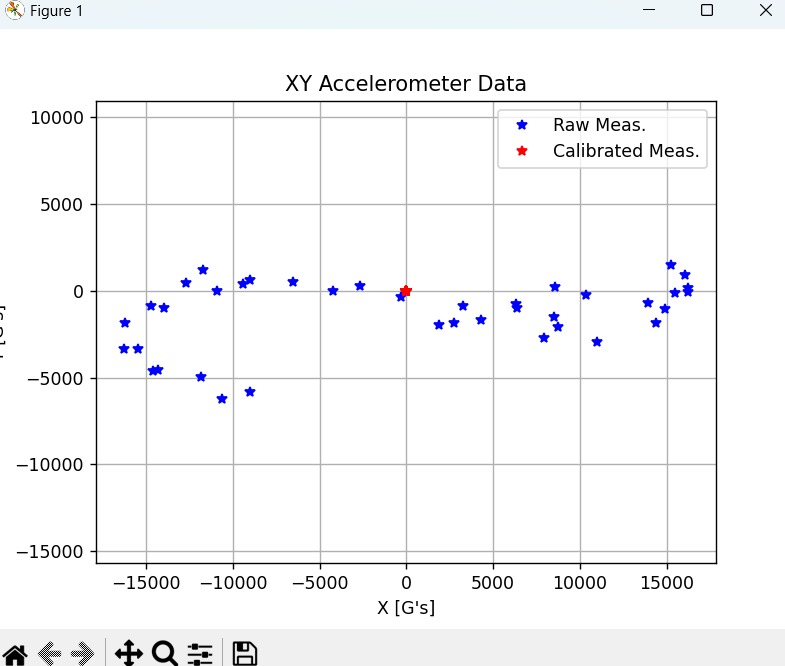 Figure 1
XY Accelerometer Data
Raw Meas.
Calibrated Meas.
10000
5000
0
−5000
−10000
−15000
−15000 −10000 −5000 0 5000 10000 15000
X [G's]